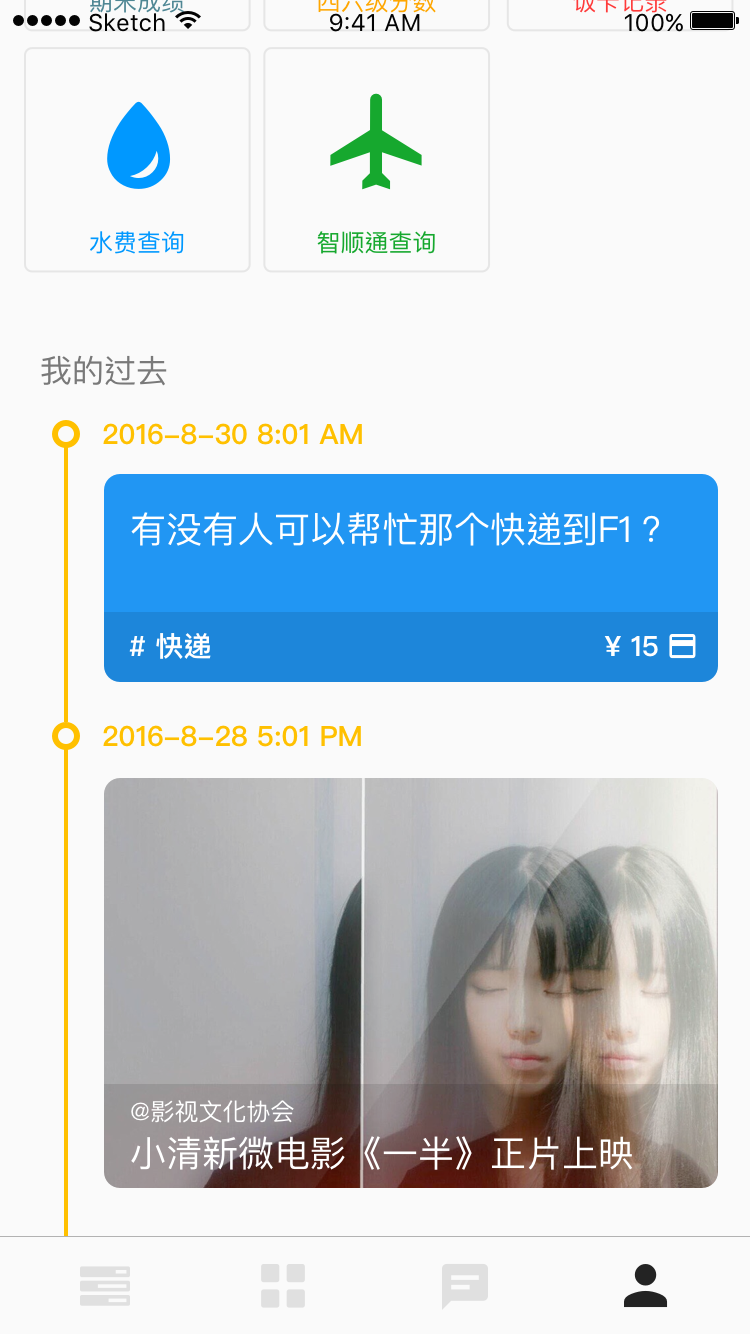 期末成绩 四六级分数 饭卡记录
Sketch 9:41 AM 100%
水费查询 智顺通查询
我的过去
2016-8-30 8:01 AM
有没有人可以帮忙那个快递到F1？
# 快递 ¥ 15
2016-8-28 5:01 PM
@影视文化协会
小清新微电影《一半》正片上映